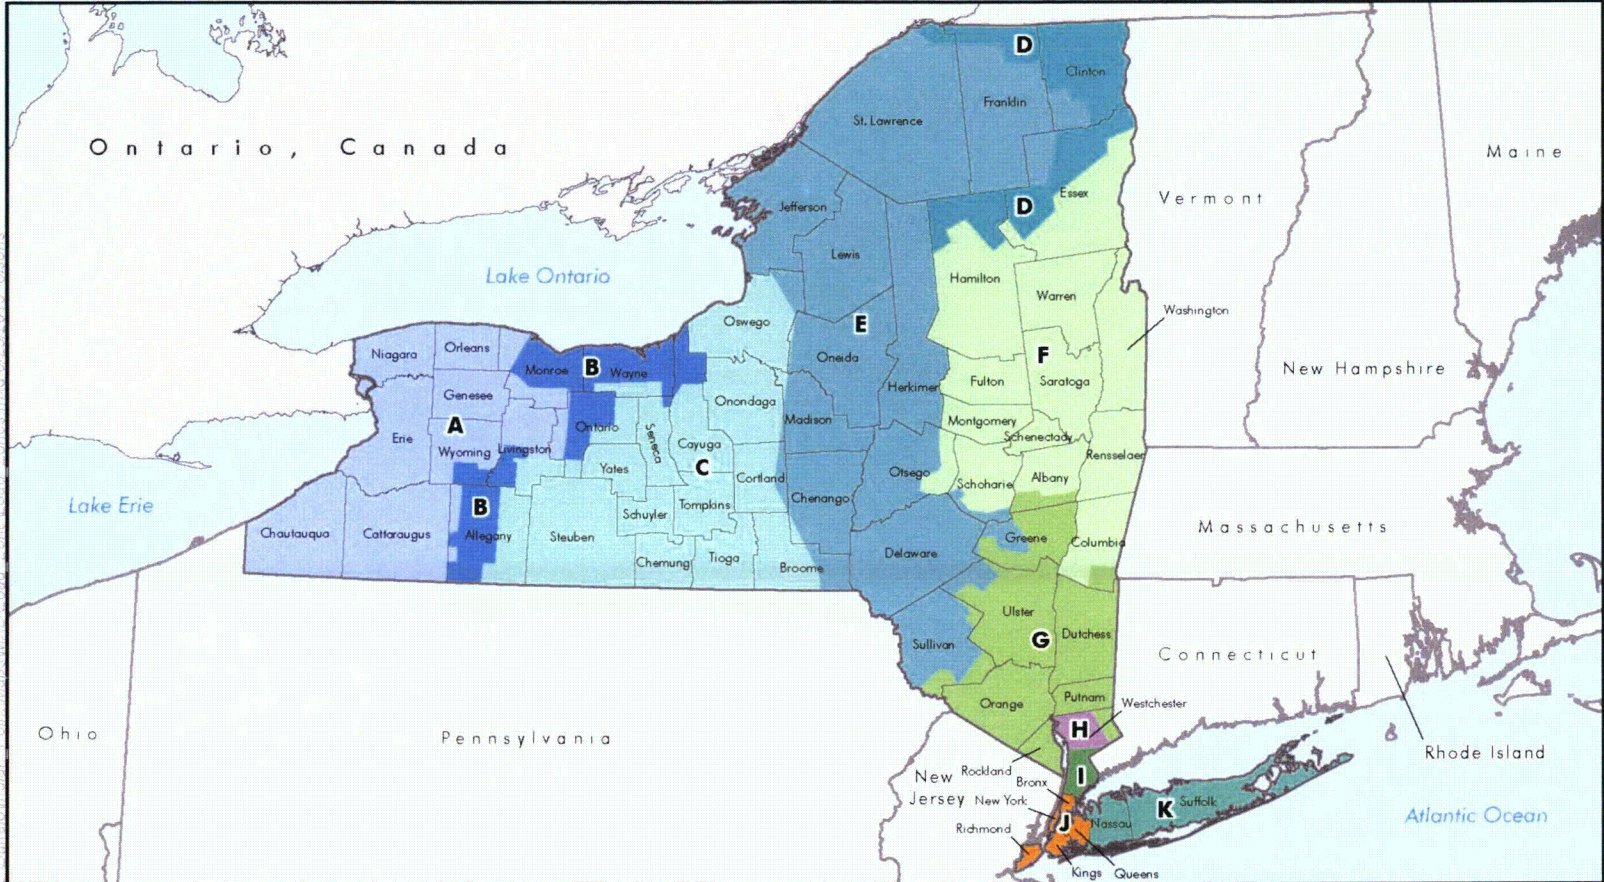 D
Clinton
Franklin
St. Lawrence
Ontario, Canada
Maine
Essex
Vermont
D
Jefferson
Lewis
Lake Ontario
Hamilton
Warren
Washington
Oswego
E
Niagara
Orleans
Oneida
F
Monroe
B
Wayne
New Hampshire
Herkimer
Fulton
Saratoga
Genesee
Onondaga
Madison
Montgomery
A
Ontario
Seneca
Schenectady
Erie
Wyoming
Livingston
Cayuga
Rensselaer
Yates
C
Cortland
Otsego
Schoharie
Albany
Lake Erie
B
Schuyler
Tompkins
Chenango
Massachusetts
Chautauqua
Cattaraugus
Allegany
Steuben
Greene
Columbia
Delaware
Chemung
Tioga
Broome
Ulster
G
Dutchess
Sullivan
Connecticut
Orange
Putnam
Westchester
Ohio
Pennsylvania
H
Rhode Island
New
Jersey
Rockland
Bronx
I
New York
K
Suffolk
Richmond
J
Nassau
Atlantic Ocean
Kings
Queens